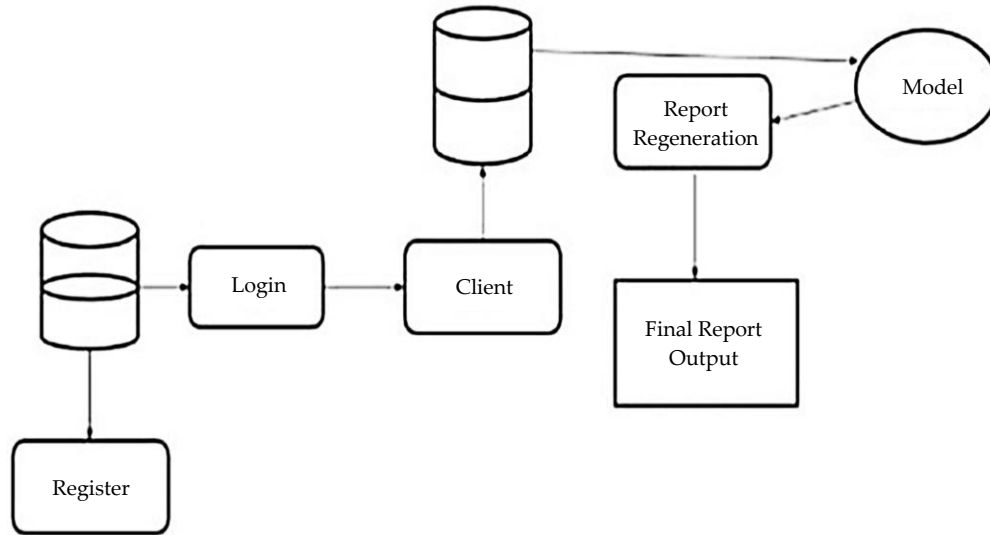 Model
Report
Regeneration
Login
Client
Final Report
Output
Register